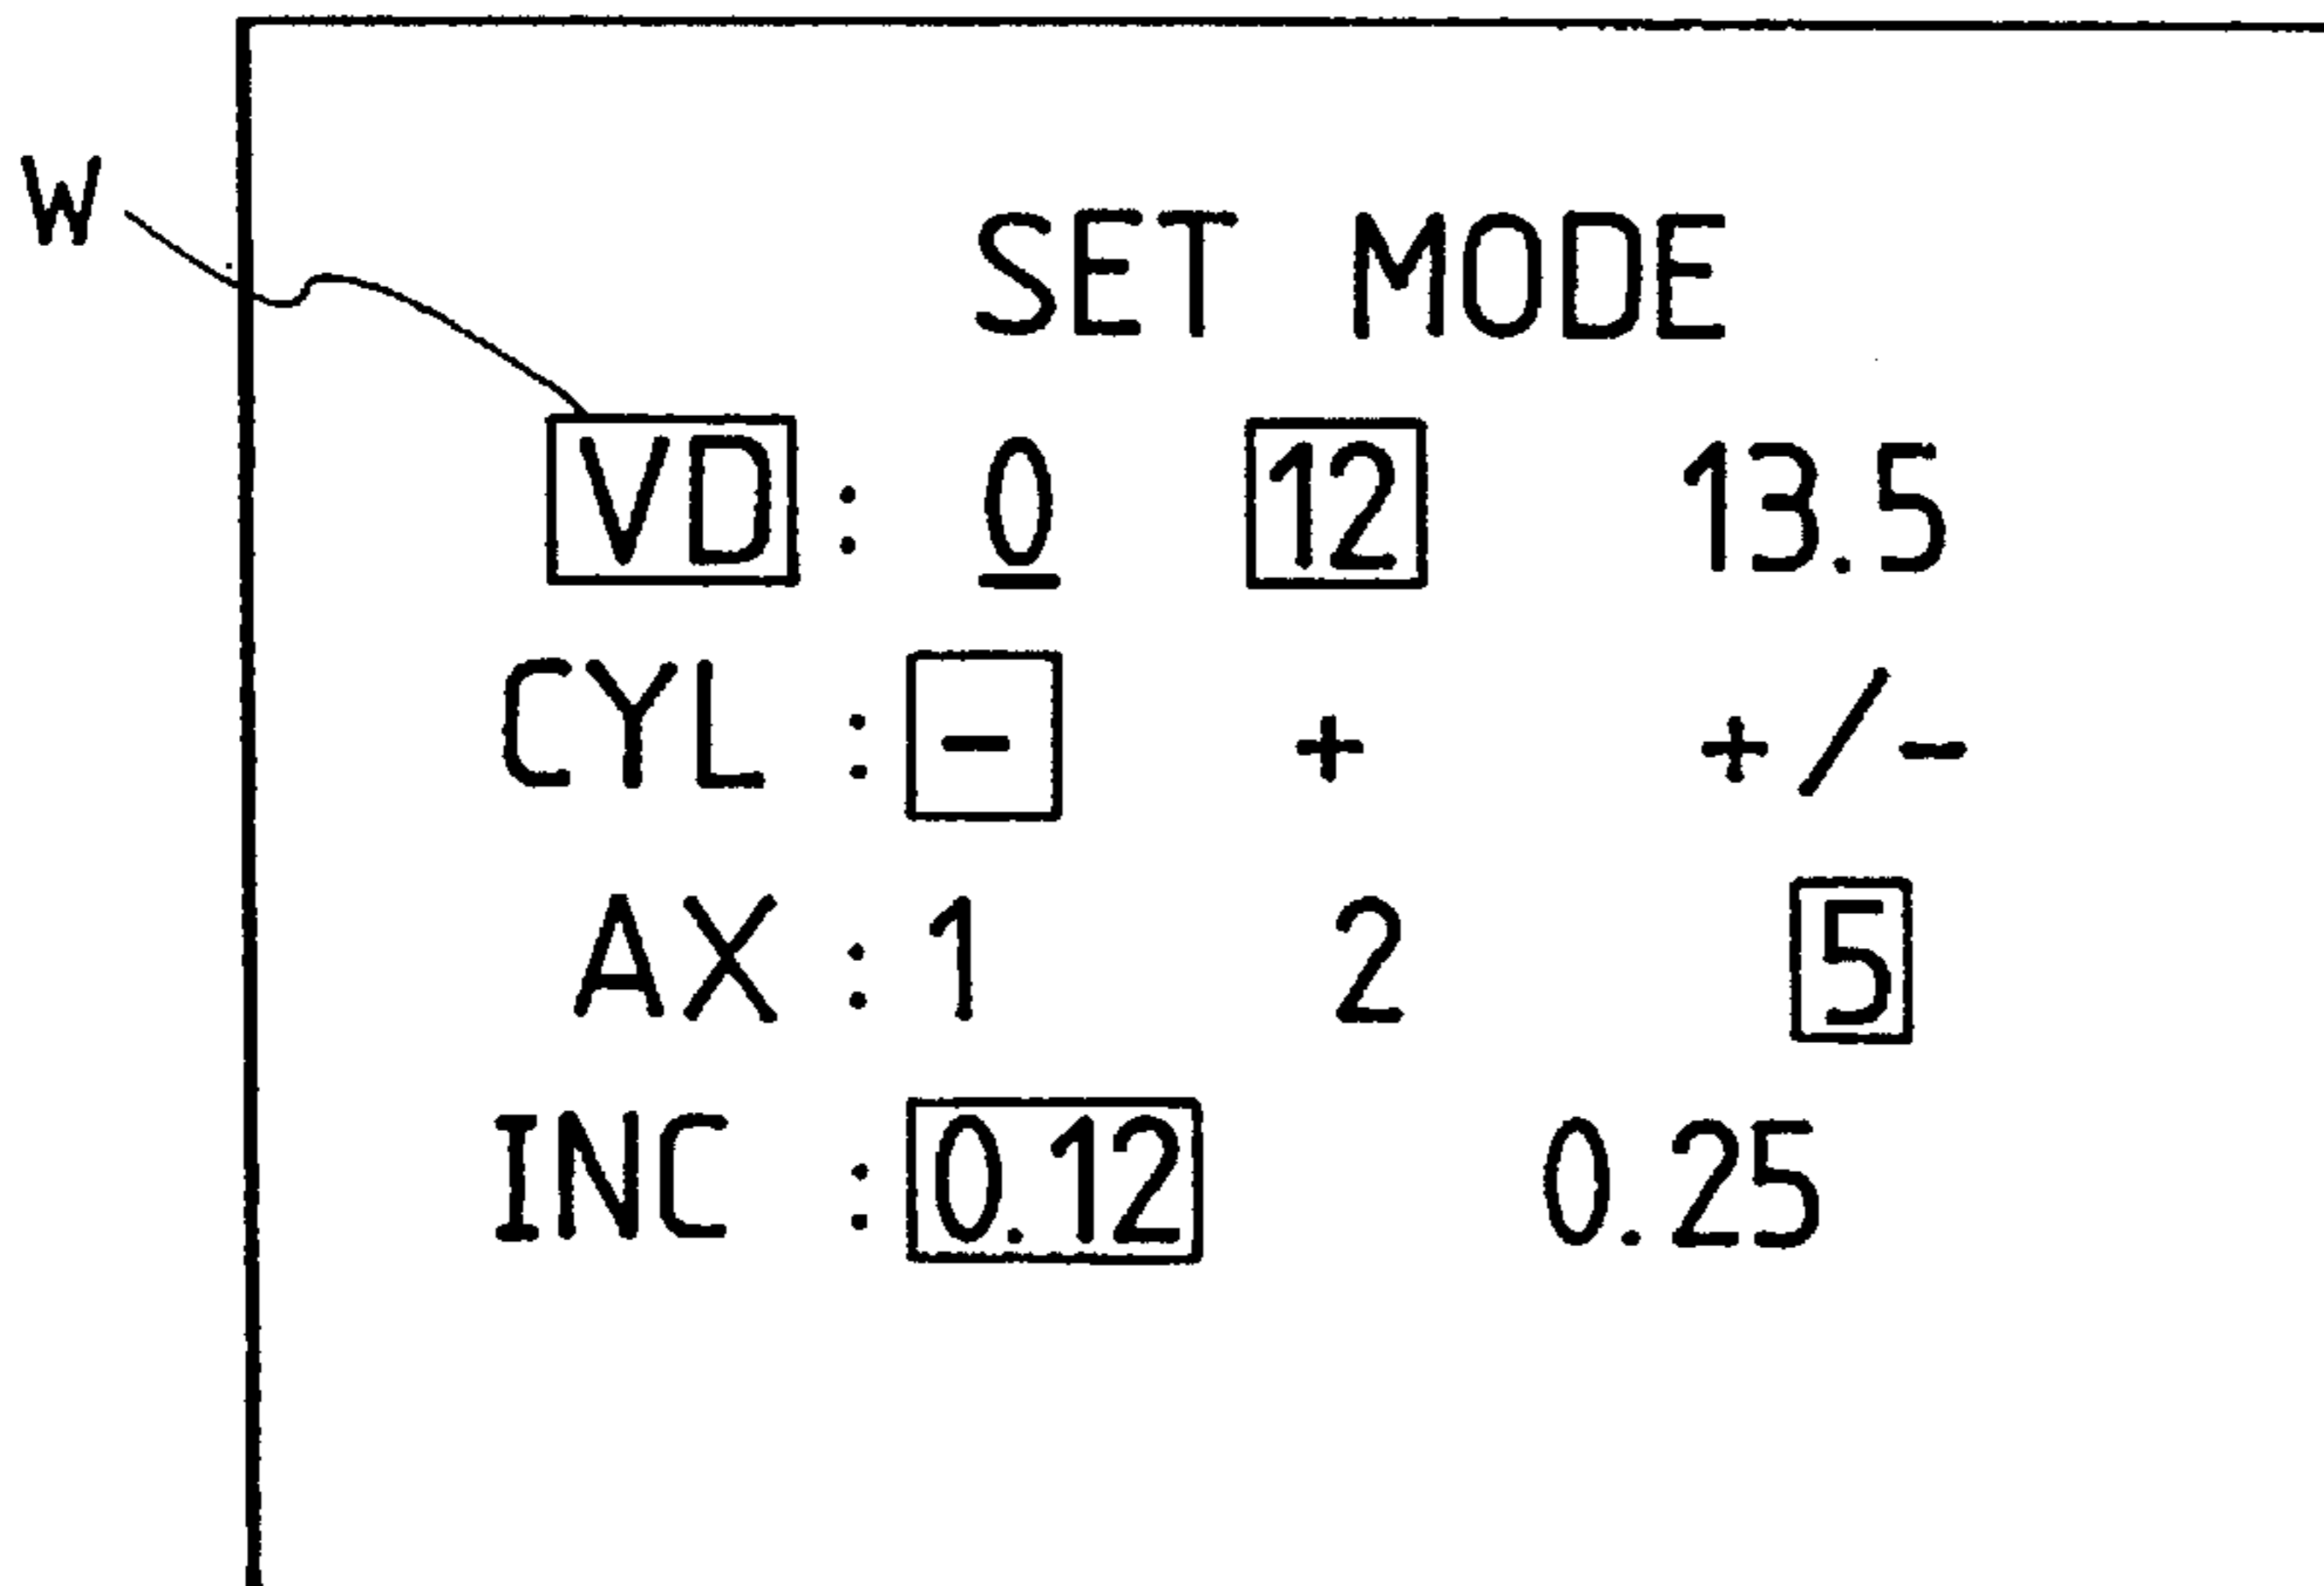 W
SET MODE
VD: 0 12 13.5
CYL : - + +/-
AX : 1 2 5
INC : 0.12 0.25